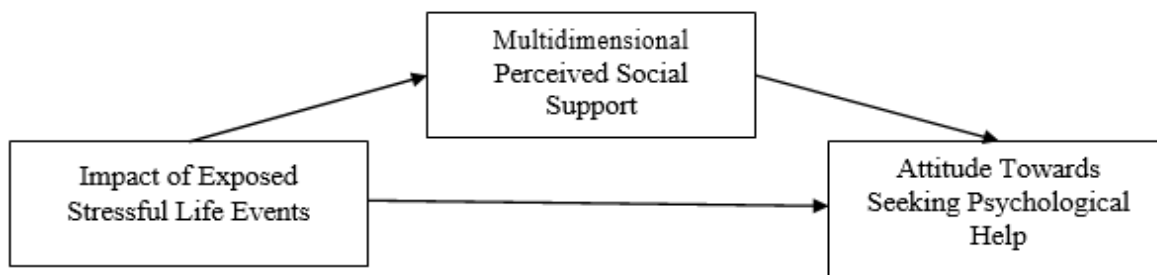 Multidimensional
Perceived Social
Support
Impact of Exposed
Stressful Life Events
Attitude Towards
Seeking Psychological
Help